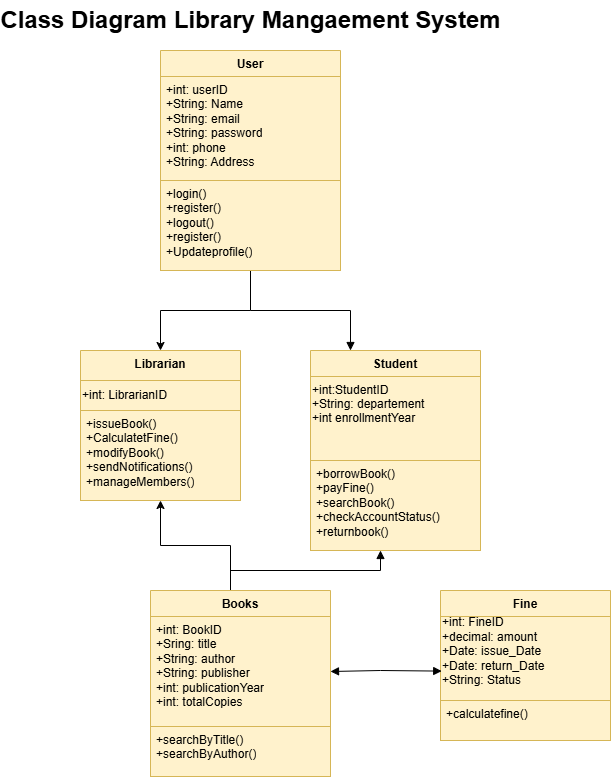 Class Diagram Library Mangaement System
User
+int: userID
+String: Name
+String: email
+String: password
+int: phone
+String: Address
+login()
+register()
+logout()
+register()
+Updateprofile()
Librarian
+int: LibrarianID
+issueBook()
+CalculatetFine()
+modifyBook()
+sendNotifications()
+manageMembers()
Student
+int:StudentID
+String: departement
+int enrollmentYear
+borrowBook()
+payFine()
+searchBook()
+checkAccountStatus()
+returnbook()
Books
+int: BookID
+Sring: title
+String: author
+String: publisher
+int: publicationYear
+int: totalCopies
+searchByTitle()
+searchByAuthor()
Fine
+int: FineID
+decimal: amount
+Date: issue_Date
+Date: return_Date
+String: Status
+calculatefine()